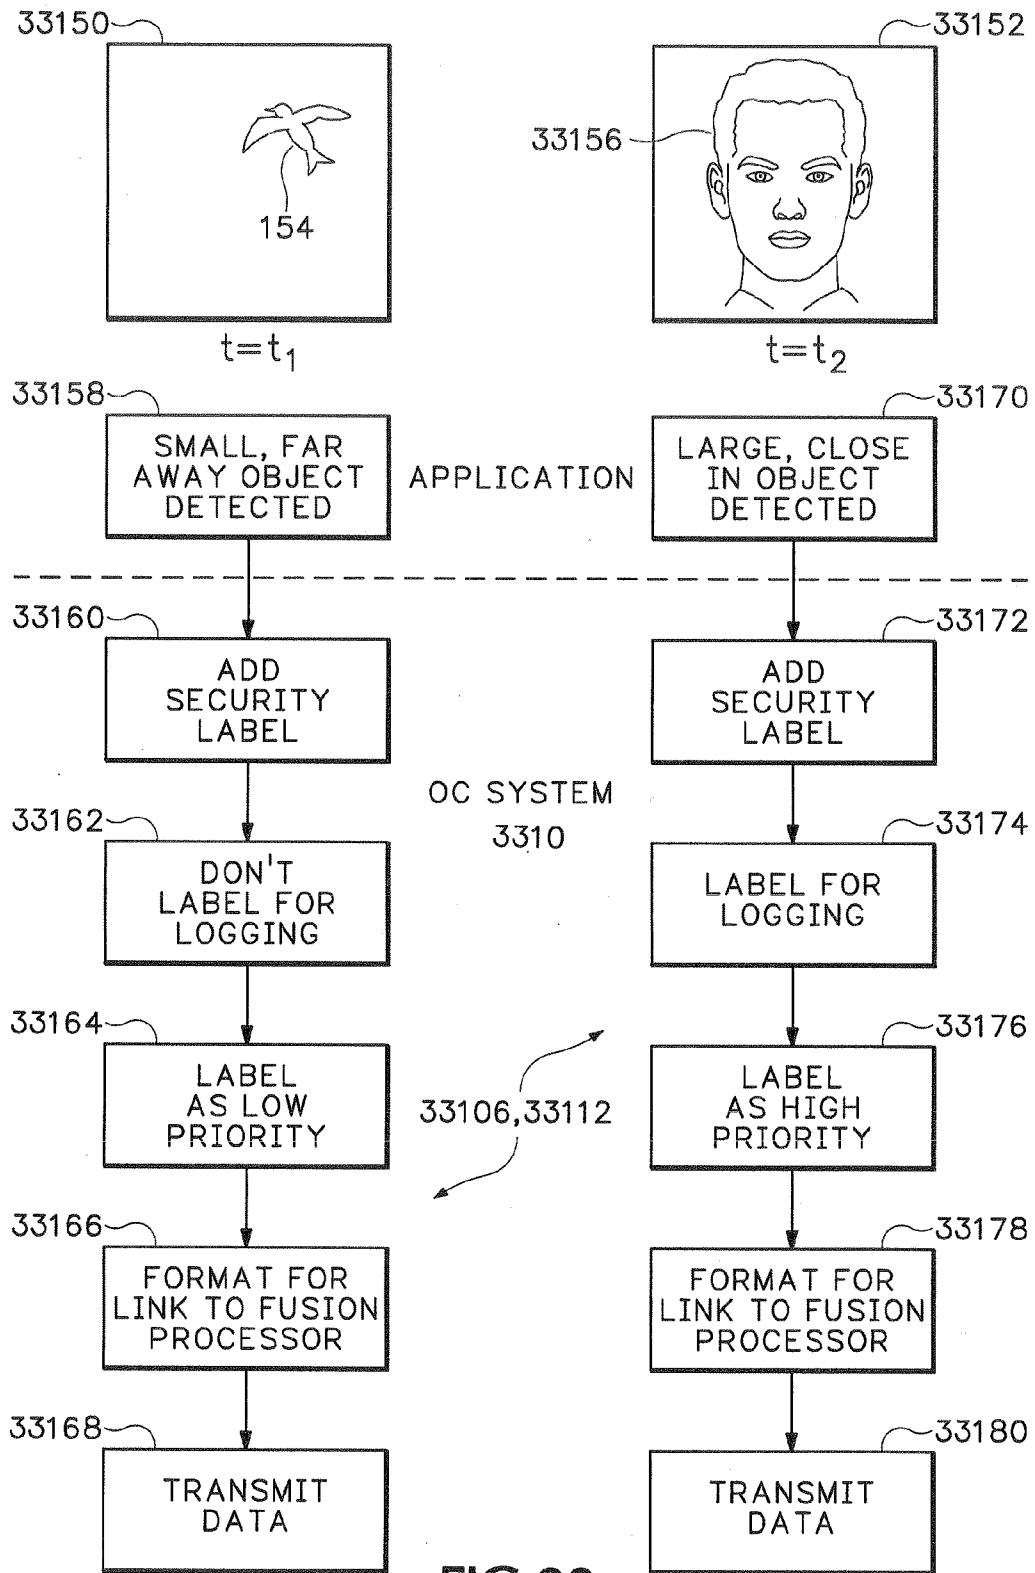 33150
33152
33156
154
t=t1
t=t2
33158
33170
SMALL, FAR
AWAY OBJECT
DETECTED
APPLICATION
LARGE, CLOSE
IN OBJECT
DETECTED
33160
33172
ADD
SECURITY
LABEL
ADD
SECURITY
LABEL
OC SYSTEM
3310
33162
33174
DON'T
LABEL FOR
LOGGING
LABEL FOR
LOGGING
33164
33176
LABEL
AS LOW
PRIORITY
33106,33112
LABEL
AS HIGH
PRIORITY
33166
33178
FORMAT FOR
LINK TO FUSION
PROCESSOR
FORMAT FOR
LINK TO FUSION
PROCESSOR
33168
33180
TRANSMIT
DATA
TRANSMIT
DATA